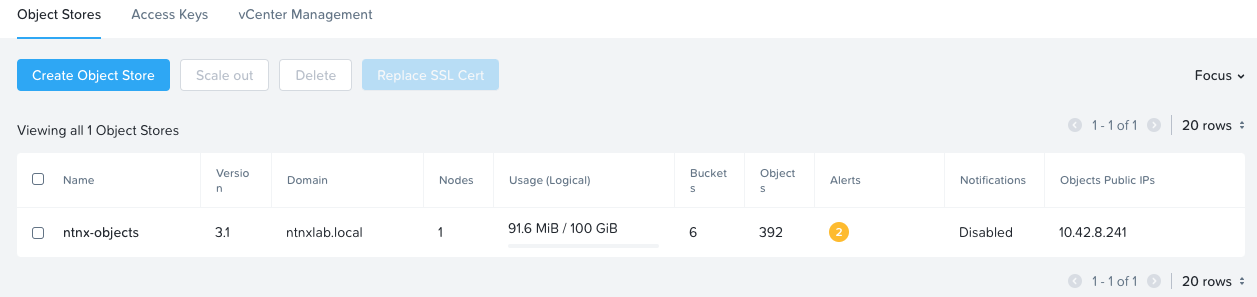 Object Stores Access Keys vCenter Management
Create Object Store Scale out Delete Replace SSL Cert Focus
1 - 1 of 1 20 rows
Viewing all 1 Object Stores
Name Versio n Domain Nodes Usage (Logical) Bucket s Object s Alerts Notifications Objects Public IPs
ntnx-objects 3.1 ntnxlab.local 1 91.6 MiB / 100 GiB 6 392 2 Disabled 10.42.8.241
1 - 1 of 1 20 rows